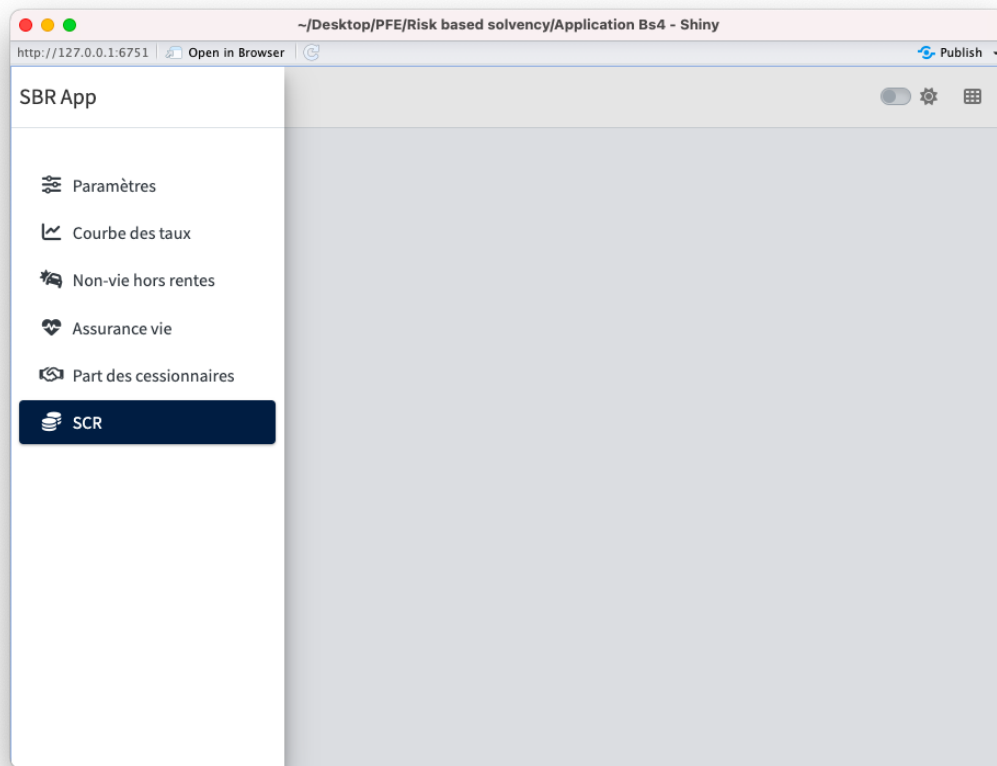 ~/Desktop/PFE/Risk based solvency/Application Bs4 - Shiny
http://127.0.0.1:6751 Open in Browser Publish
SBR App
Paramètres
Courbe des taux
Non-vie hors rentes
Assurance vie
Part des cessionnaires
SCR